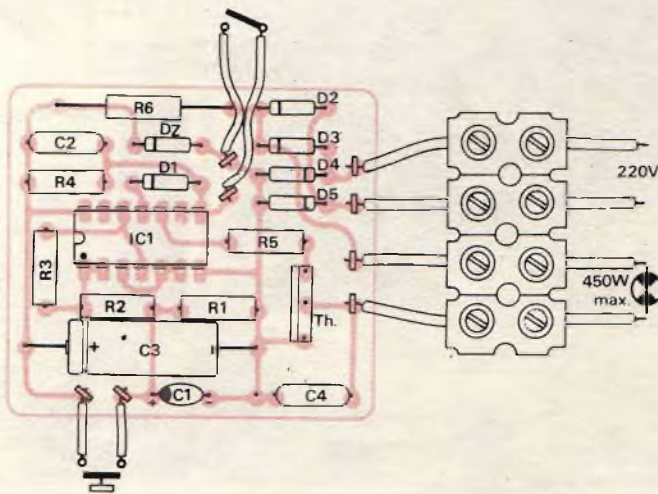 R6
D2
C2
DZ
D3
R4
D1
D4
D5
220V
IC1
R5
R3
R2
R1
Th.
450W
max.
+
C3
-
+
C1
-
C4